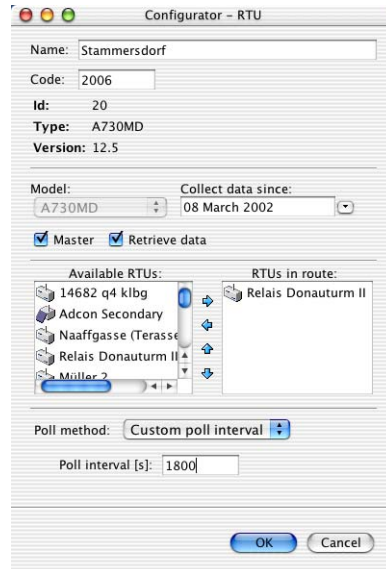 Configurator – RTU
Name: Stammersdorf
Code: 2006
Id: 20
Type: A730MD
Version: 12.5
Model: Collect data since:
A730MD 08 March 2002
Master Retrieve data
Available RTUs: RTUs in route:
14682 q4 klbg Relais Donauturm II
Adcon Secondary
Naaffgasse (Terasse
Relais Donauturm II
Müller 2
Poll method: Custom poll interval
Poll interval [s]: 1800
OK Cancel